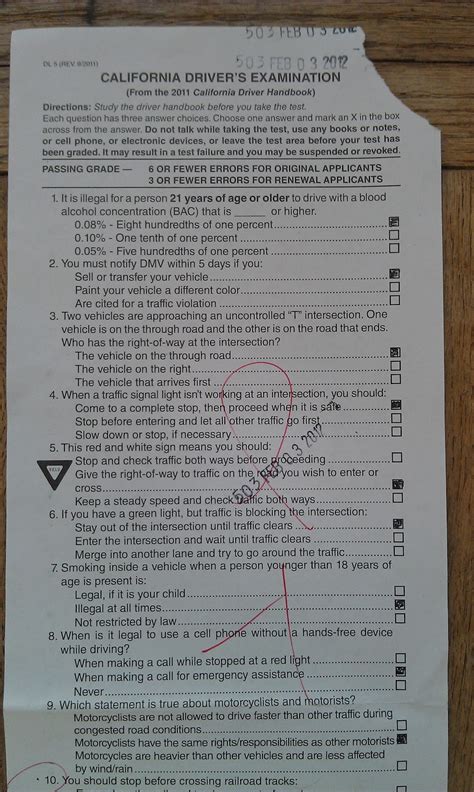 503 FEB 03 2012
503 FEB 03 2012
DL 5 (REV. 8/2011)
CALIFORNIA DRIVER'S EXAMINATION
(From the 2011 California Driver Handbook)
Directions: Study the driver handbook before you take the test.
Each question has three answer choices. Choose one answer and mark an X in the box
across from the answer. Do not talk while taking the test, use any books or notes,
or cell phone, or electronic devices, or leave the test area before your test has
been graded. It may result in a test failure and you may be suspended or revoked.
PASSING GRADE — 6 OR FEWER ERRORS FOR ORIGINAL APPLICANTS
3 OR FEWER ERRORS FOR RENEWAL APPLICANTS
1. It is illegal for a person 21 years of age or older to drive with a blood
alcohol concentration (BAC) that is _____ or higher.
0.08% - Eight hundredths of one percent
0.10% - One tenth of one percent
0.05% - Five hundredths of one percent
2. You must notify DMV within 5 days if you:
Sell or transfer your vehicle
Paint your vehicle a different color
Are cited for a traffic violation
3. Two vehicles are approaching an uncontrolled "T" intersection. One
vehicle is on the through road and the other is on the road that ends.
Who has the right-of-way at the intersection?
The vehicle on the through road
The vehicle on the right
The vehicle that arrives first
4. When a traffic signal light isn't working at an intersection, you should:
Come to a complete stop, then proceed when it is safe
Stop before entering and let all other traffic go first
Slow down or stop, if necessary
5. This red and white sign means you should:
Stop and check traffic both ways before proceeding
Give the right-of-way to traffic on the road you wish to enter or
cross
503 FEB 03 2012
Keep a steady speed and check traffic both ways
6. If you have a green light, but traffic is blocking the intersection:
Stay out of the intersection until traffic clears
Enter the intersection and wait until traffic clears
Merge into another lane and try to go around the traffic
7. Smoking inside a vehicle when a person younger than 18 years of
age is present is:
Legal, if it is your child
Illegal at all times
Not restricted by law
8. When is it legal to use a cell phone without a hands-free device
while driving?
When making a call while stopped at a red light
When making a call for emergency assistance
Never
9. Which statement is true about motorcyclists and motorists?
Motorcyclists are not allowed to drive faster than other traffic during
congested road conditions
Motorcyclists have the same rights/responsibilities as other motorists
Motorcycles are heavier than other vehicles and are less affected
by wind/rain
10. You should stop before crossing railroad tracks: